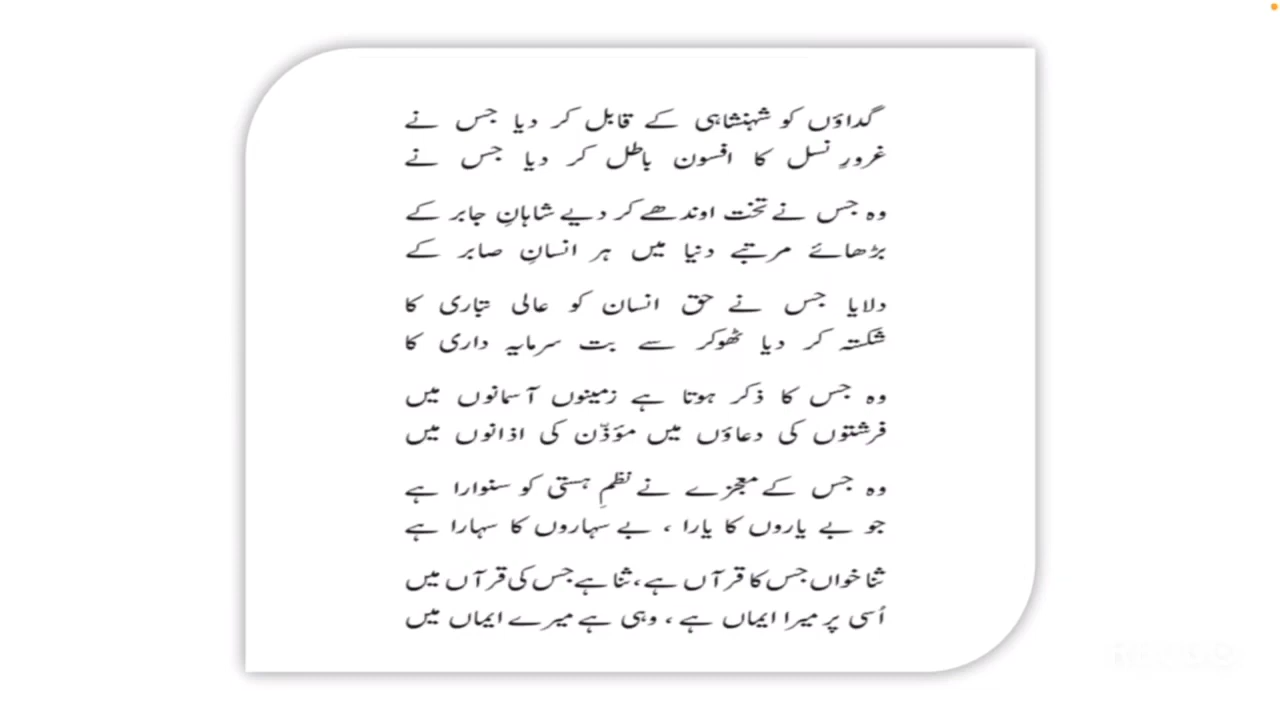 گداؤں کو شہنشاہی کے قابل کر دیا جس نے
غرورِ نسل کا افسون باطل کر دیا جس نے
وہ جس نے تخت اوندھے کر دیے شاہانِ جابر کے
بڑھائے مرتبے دنیا میں ہر انسانِ صابر کے
دلایا جس نے حق انسان کو عالی تباری کا
شکستہ کر دیا ٹھوکر سے بت سرمایہ داری کا
وہ جس کا ذکر ہوتا ہے زمینوں آسمانوں میں
فرشتوں کی دعاؤں میں مؤذّن کی اذانوں میں
وہ جس کے معجزے نے نظمِ ہستی کو سنوارا ہے
جو بے یاروں کا یارا ، بے سہاروں کا سہارا ہے
ثنا خواں جس کا قرآں ہے، ثنا ہے جس کی قرآں میں
اُسی پر میرا ایماں ہے ، وہی ہے میرے ایماں میں